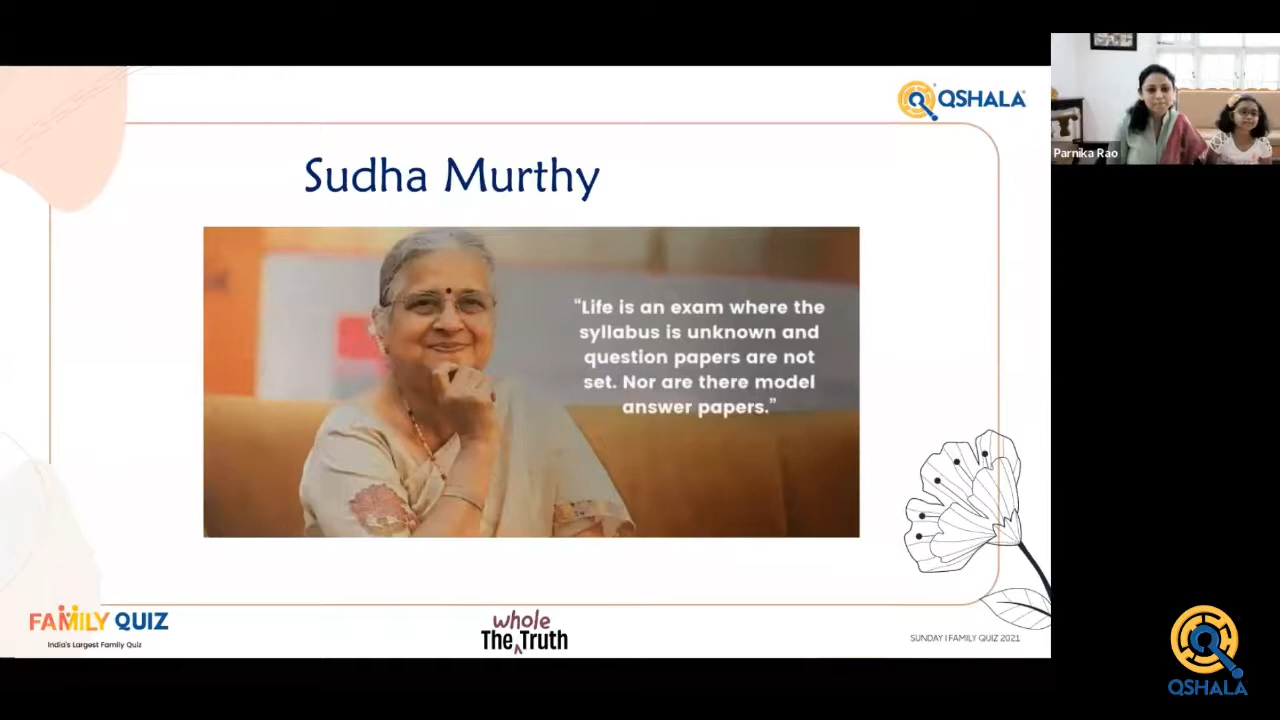 QSHALA
Parnika Rao
Sudha Murthy
"Life is an exam where the
syllabus is unknown and
question papers are not
set. Nor are there model
answer papers."
FAMILY QUIZ
India's Largest Family Quiz
The whole Truth
SUNDAY | FAMILY QUIZ 2021
QSHALA